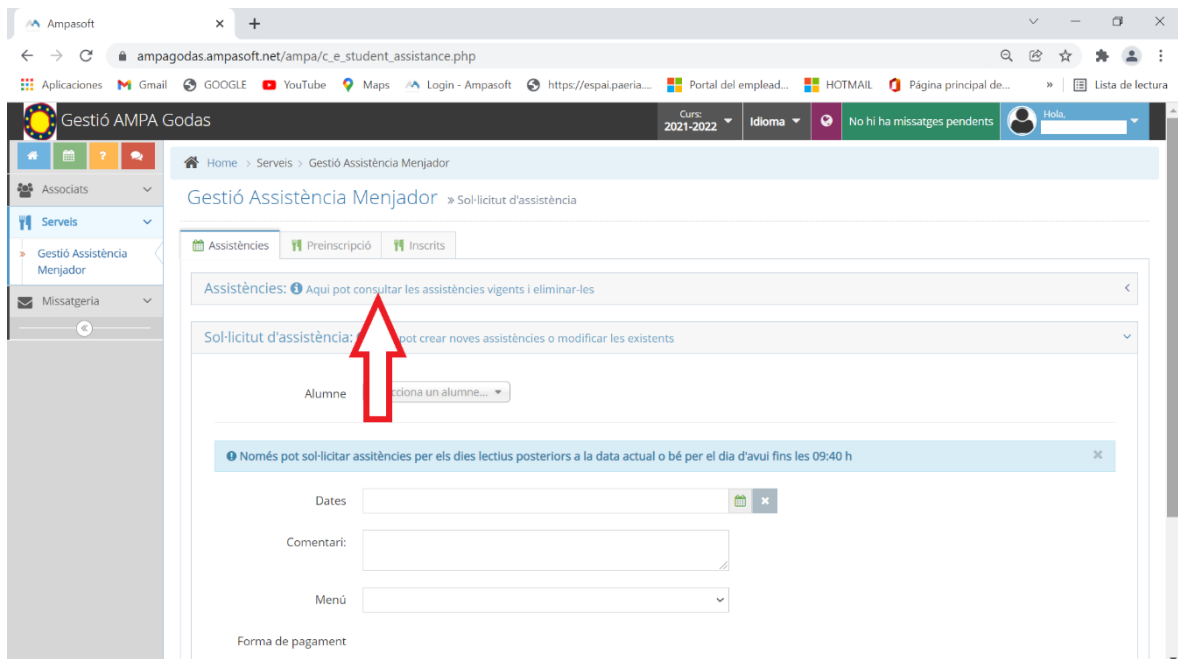 Ampasoft
ampagodas.ampasoft.net/ampa/c_e_student_assistance.php
Aplicaciones Gmail GOOGLE YouTube Maps Login - Ampasoft https://espai.paeria.... Portal del emplead... HOTMAIL Página principal de... » Lista de lectura
Gestió AMPA Godas
Curs:
2021-2022
Idioma
No hi ha missatges pendents
Hola,
Home > Serveis > Gestió Assistència Menjador
Associats
Serveis
» Gestió Assistència
Menjador
Missatgeria
Gestió Assistència Menjador » Sol·licitut d'assistència
Assistències Preinscripció Inscrits
Assistències: Aqui pot consultar les assistències vigents i eliminar-les
Sol·licitut d'assistència: pot crear noves assistències o modificar les existents
Alumne
un alumne...
Només pot sol·licitar assitències per els dies lectius posteriors a la data actual o bé per el dia d'avui fins les 09:40 h
Dates
Comentari:
Menú
Forma de pagament